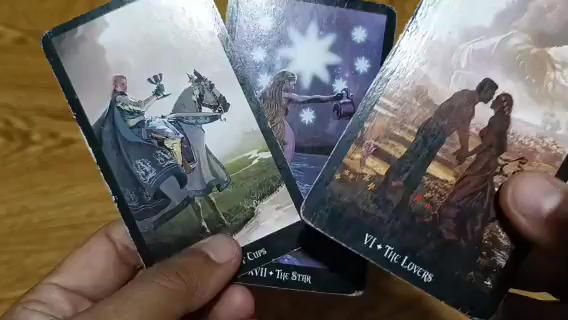 Cups
XVII ✦ The Star
VI ✦ The Lovers